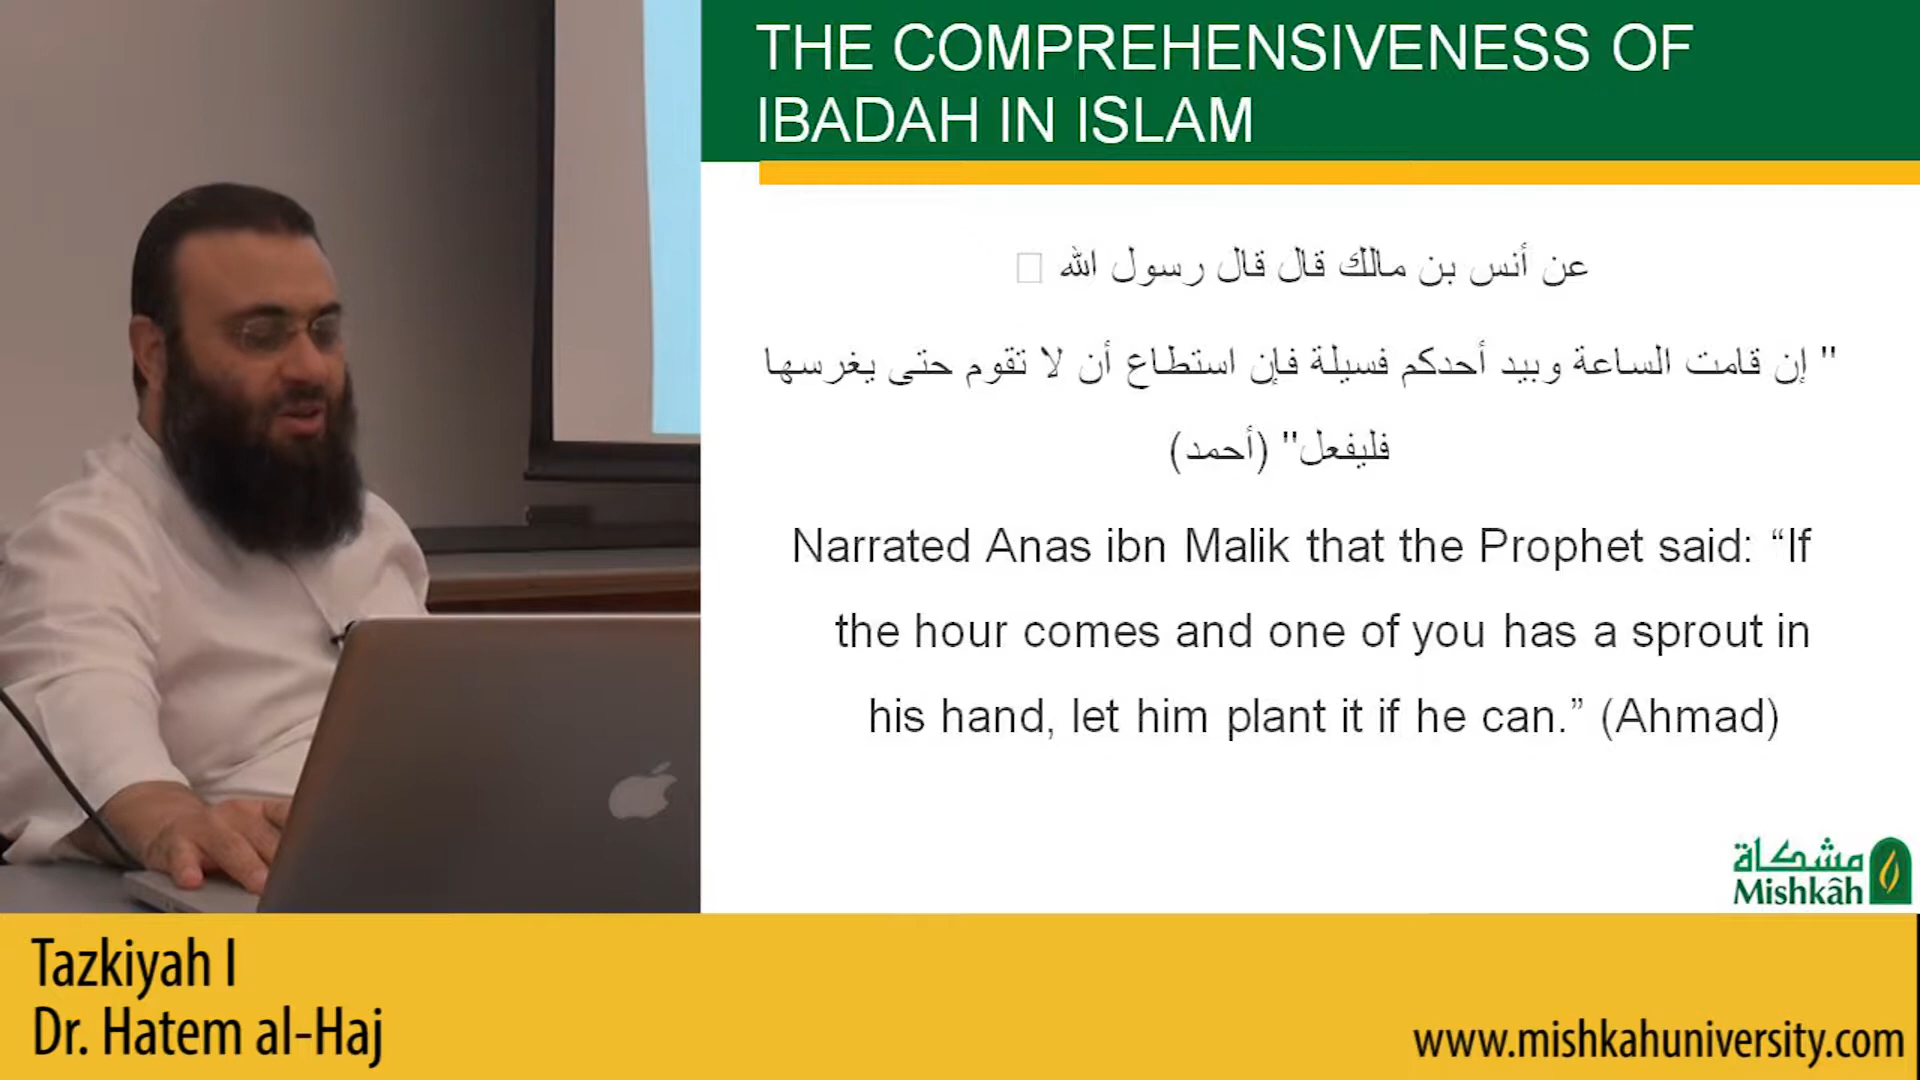 THE COMPREHENSIVENESS OF
IBADAH IN ISLAM
عن أنس بن مالك قال قال رسول الله
" إن قامت الساعة وبيد أحدكم فسيلة فإن استطاع أن لا تقوم حتى يغرسها
فليفعل" (أحمد)
Narrated Anas ibn Malik that the Prophet said: “If
the hour comes and one of you has a sprout in
his hand, let him plant it if he can.” (Ahmad)
مشكاة
Mishkâh
Tazkiyah I
Dr. Hatem al-Haj
www.mishkahuniversity.com